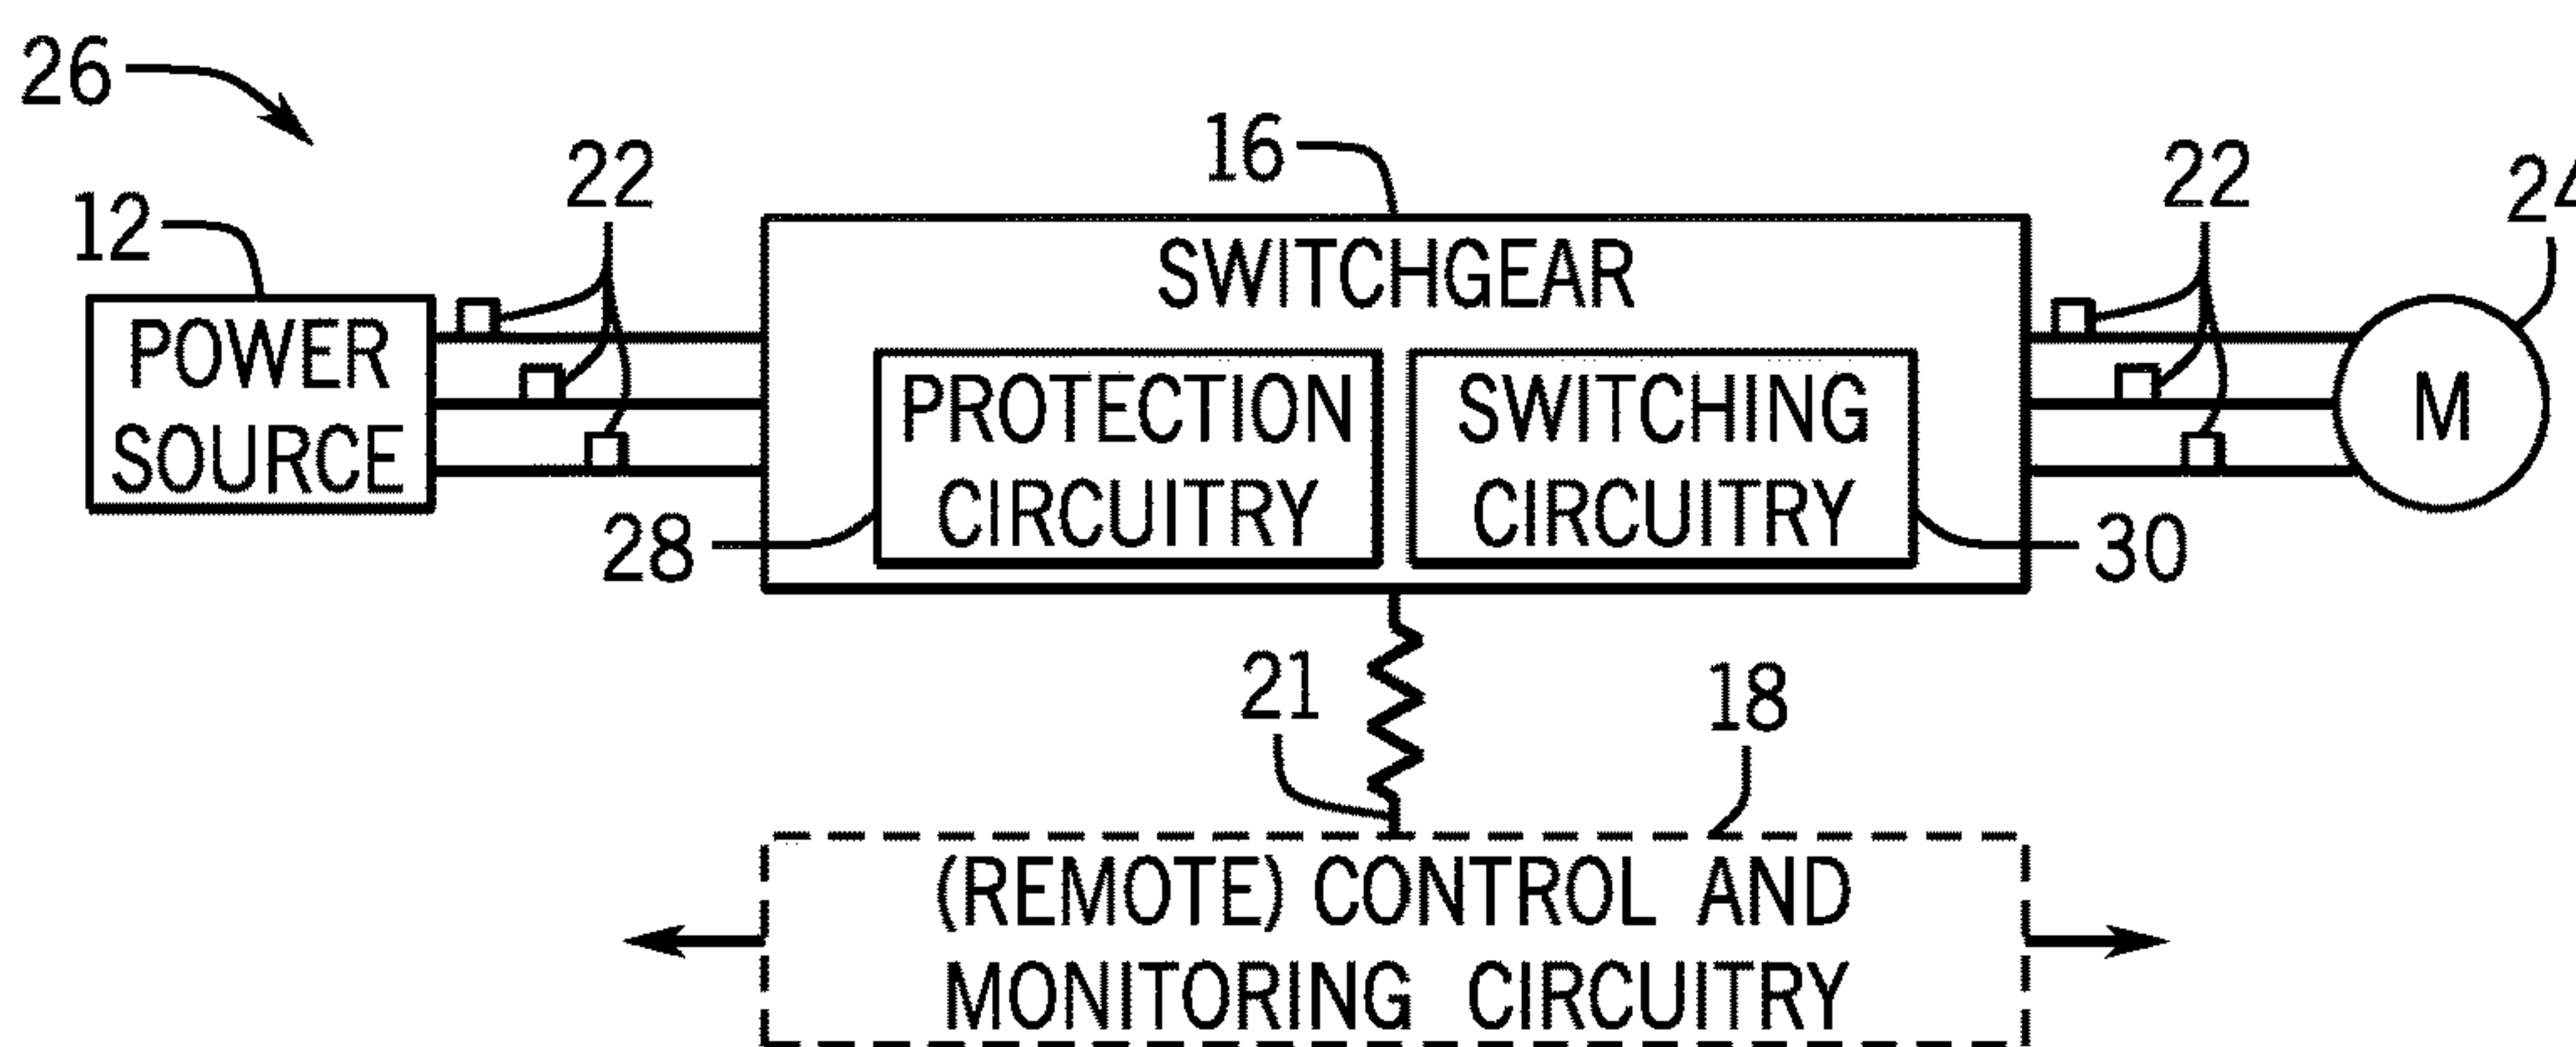 26
22
16
22
24
12
SWITCHGEAR
POWER
SOURCE
PROTECTION
CIRCUITRY
SWITCHING
CIRCUITRY
M
28
30
21
18
(REMOTE) CONTROL AND
MONITORING CIRCUITRY